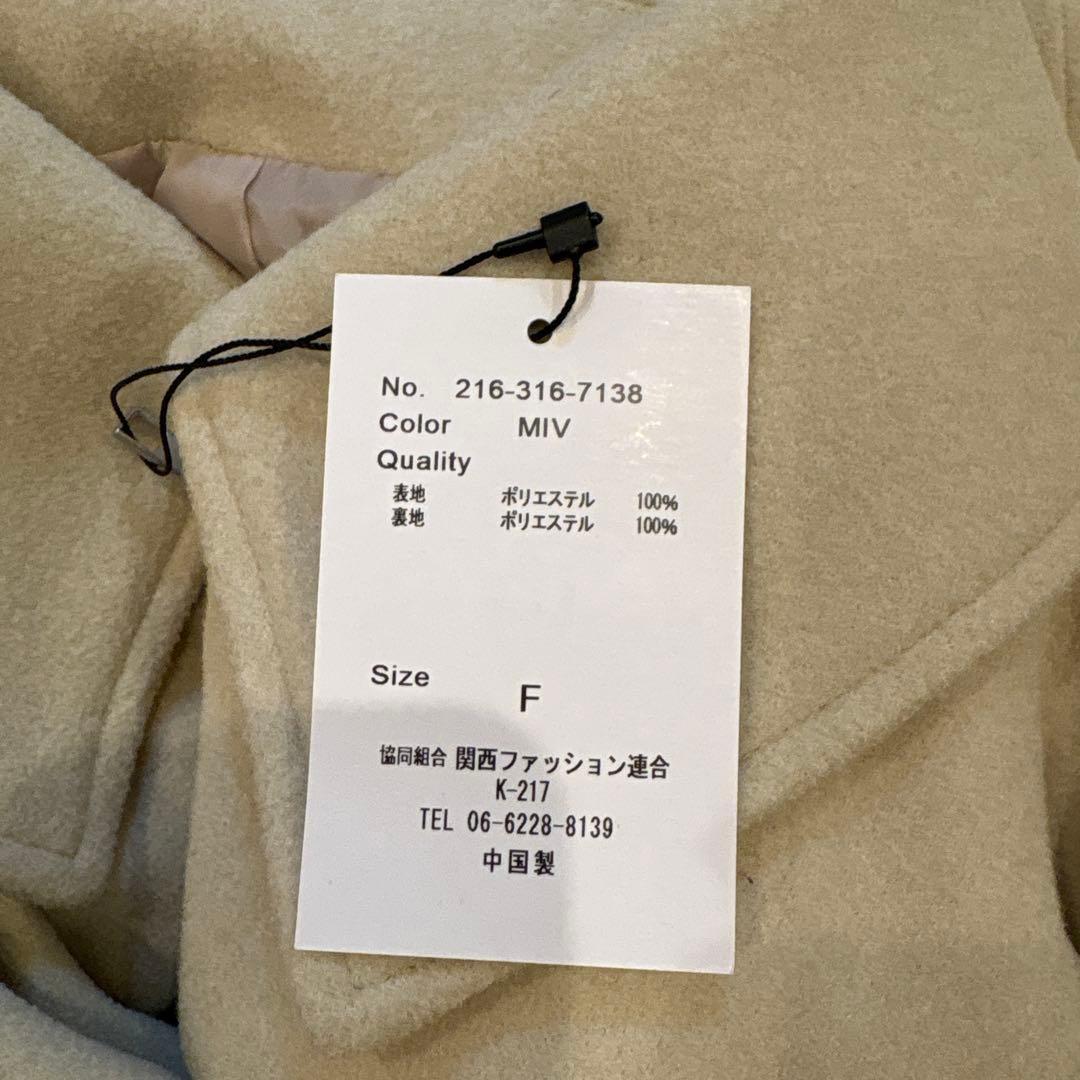 No. 216-316-7138
Color MIV
Quality
表地 ポリエステル 100%
裏地 ポリエステル 100%
Size F
協同組合 関西ファッション連合
K-217
TEL 06-6228-8139
中国製